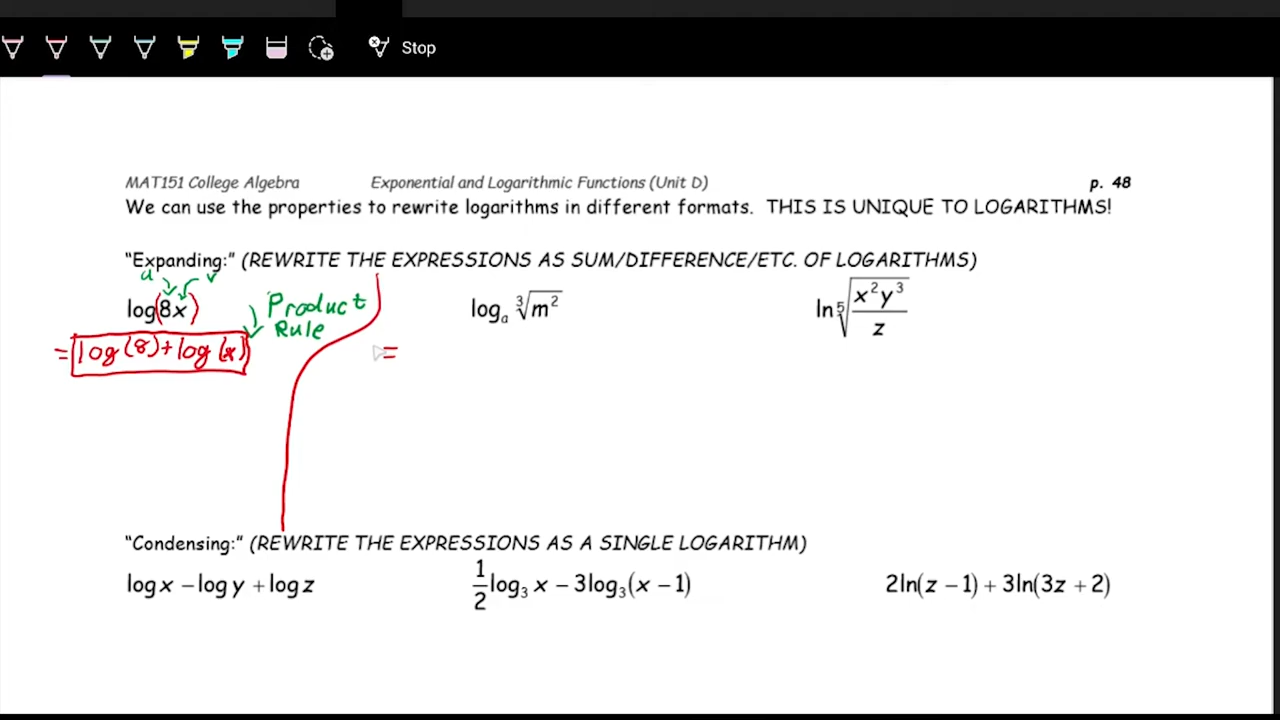 Stop
MAT151 College Algebra Exponential and Logarithmic Functions (Unit D) p. 48
We can use the properties to rewrite logarithms in different formats. THIS IS UNIQUE TO LOGARITHMS!
"Expanding:" (REWRITE THE EXPRESSIONS AS SUM/DIFFERENCE/ETC. OF LOGARITHMS)
u v
log(8x) Product Rule
= log(8)+log(x)
logₐ ∛m²
=
ln ⁵√(x²y³/z)
"Condensing:" (REWRITE THE EXPRESSIONS AS A SINGLE LOGARITHM)
log x – log y + log z
1/2 log₃ x – 3log₃(x – 1)
2ln(z – 1) + 3ln(3z + 2)